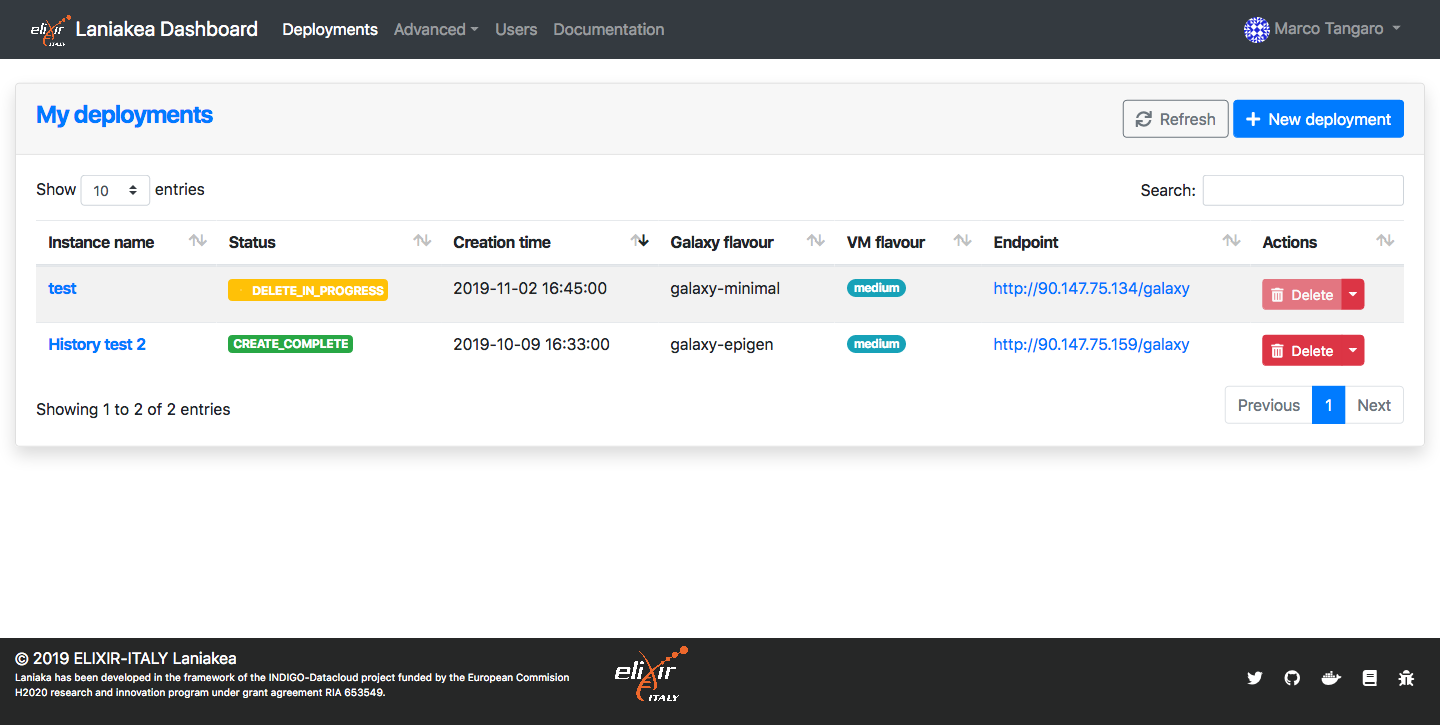 elixir ITALY Laniakea Dashboard Deployments Advanced Users Documentation Marco Tangaro
My deployments Refresh New deployment
Show 10 entries Search:
Instance name Status Creation time Galaxy flavour VM flavour Endpoint Actions
test DELETE_IN_PROGRESS 2019-11-02 16:45:00 galaxy-minimal medium http://90.147.75.134/galaxy Delete
History test 2 CREATE_COMPLETE 2019-10-09 16:33:00 galaxy-epigen medium http://90.147.75.159/galaxy Delete
Showing 1 to 2 of 2 entries Previous 1 Next
© 2019 ELIXIR-ITALY Laniakea
Laniaka has been developed in the framework of the INDIGO-Datacloud project funded by the European Commision
H2020 research and innovation program under grant agreement RIA 653549.
elixir
ITALY